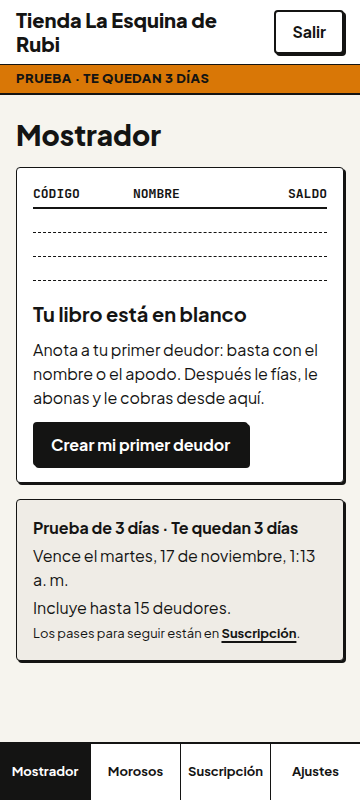 Tienda La Esquina de
Rubi
Salir
PRUEBA · TE QUEDAN 3 DÍAS
Mostrador
CÓDIGO NOMBRE SALDO
Tu libro está en blanco
Anota a tu primer deudor: basta con el
nombre o el apodo. Después le fías, le
abonas y le cobras desde aquí.
Crear mi primer deudor
Prueba de 3 días · Te quedan 3 días
Vence el martes, 17 de noviembre, 1:13
a. m.
Incluye hasta 15 deudores.
Los pases para seguir están en Suscripción.
Mostrador Morosos Suscripción Ajustes